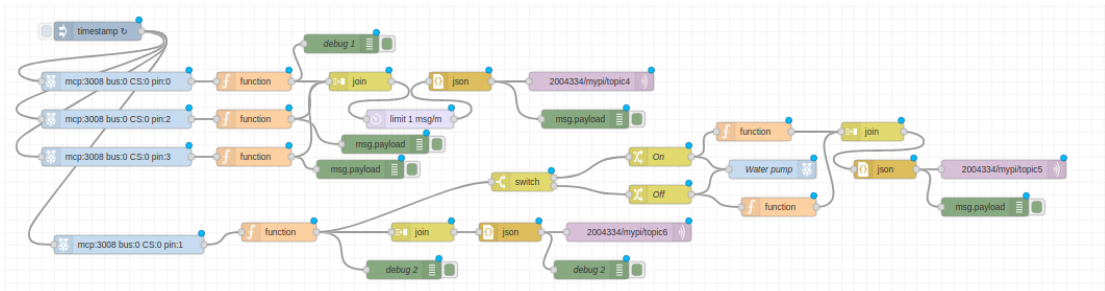 timestamp ↻
debug 1
mcp:3008 bus:0 CS:0 pin:0
function
join
json
2004334/mypi/topic4
mcp:3008 bus:0 CS:0 pin:2
function
limit 1 msg/m
msg.payload
msg.payload
mcp:3008 bus:0 CS:0 pin:3
function
msg.payload
On
function
join
Water pump
json
2004334/mypi/topic5
switch
Off
function
msg.payload
mcp:3008 bus:0 CS:0 pin:1
function
join
json
2004334/mypi/topic6
debug 2
debug 2